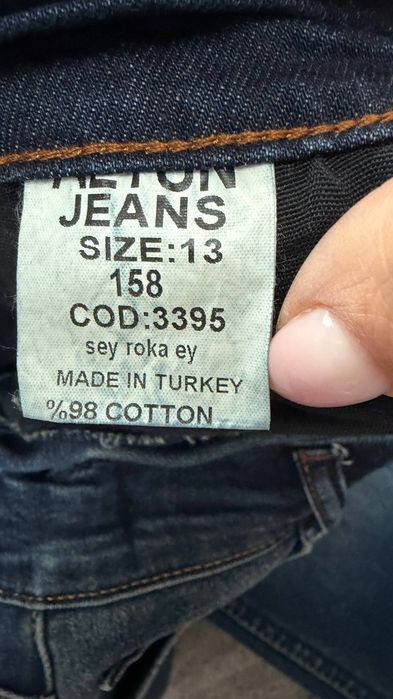 JEANS
SIZE:13
158
COD:3395
sey roka ey
MADE IN TURKEY
%98 COTTON